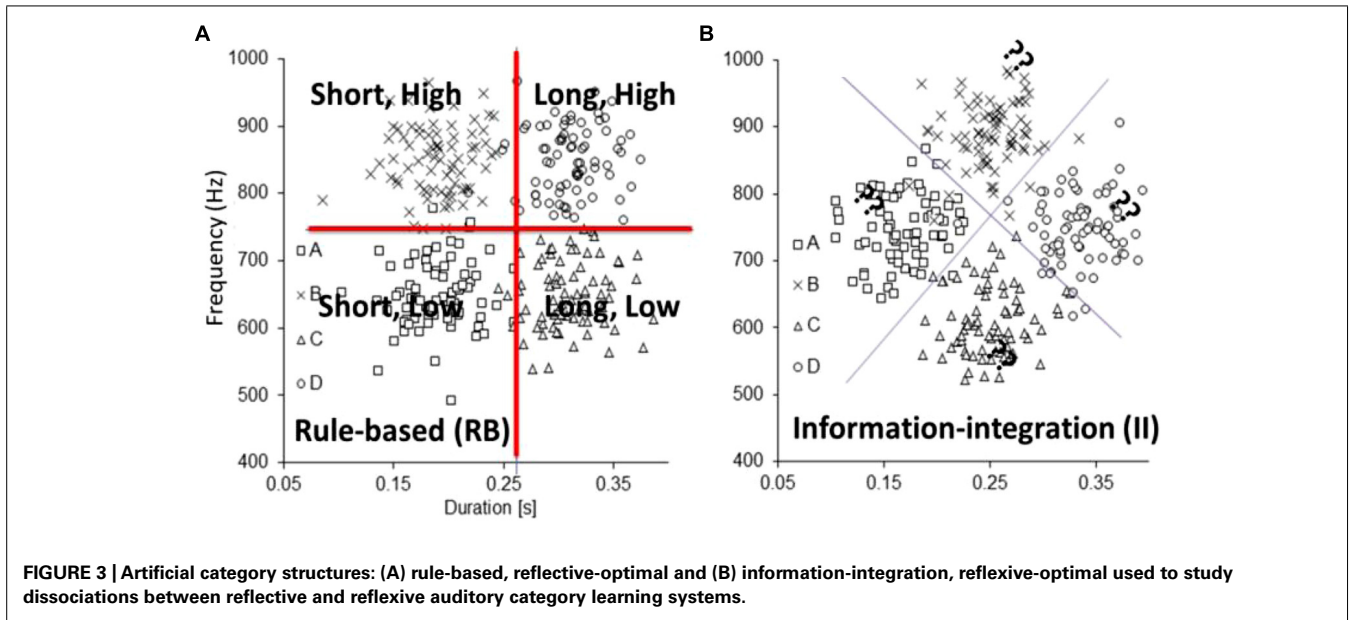 A
B
1000
900
800
700
600
500
400
Frequency (Hz)
Short, High
Long, High
A
B
C
D
Short, Low
Long, Low
Rule-based (RB)
0.05
0.15
0.25
0.35
Duration [s]
1000
900
800
700
600
500
400
??
??
??
??
A
B
C
D
Information-integration (II)
0.05
0.15
0.25
0.35
FIGURE 3 | Artificial category structures: (A) rule-based, reflective-optimal and (B) information-integration, reflexive-optimal used to study
dissociations between reflective and reflexive auditory category learning systems.